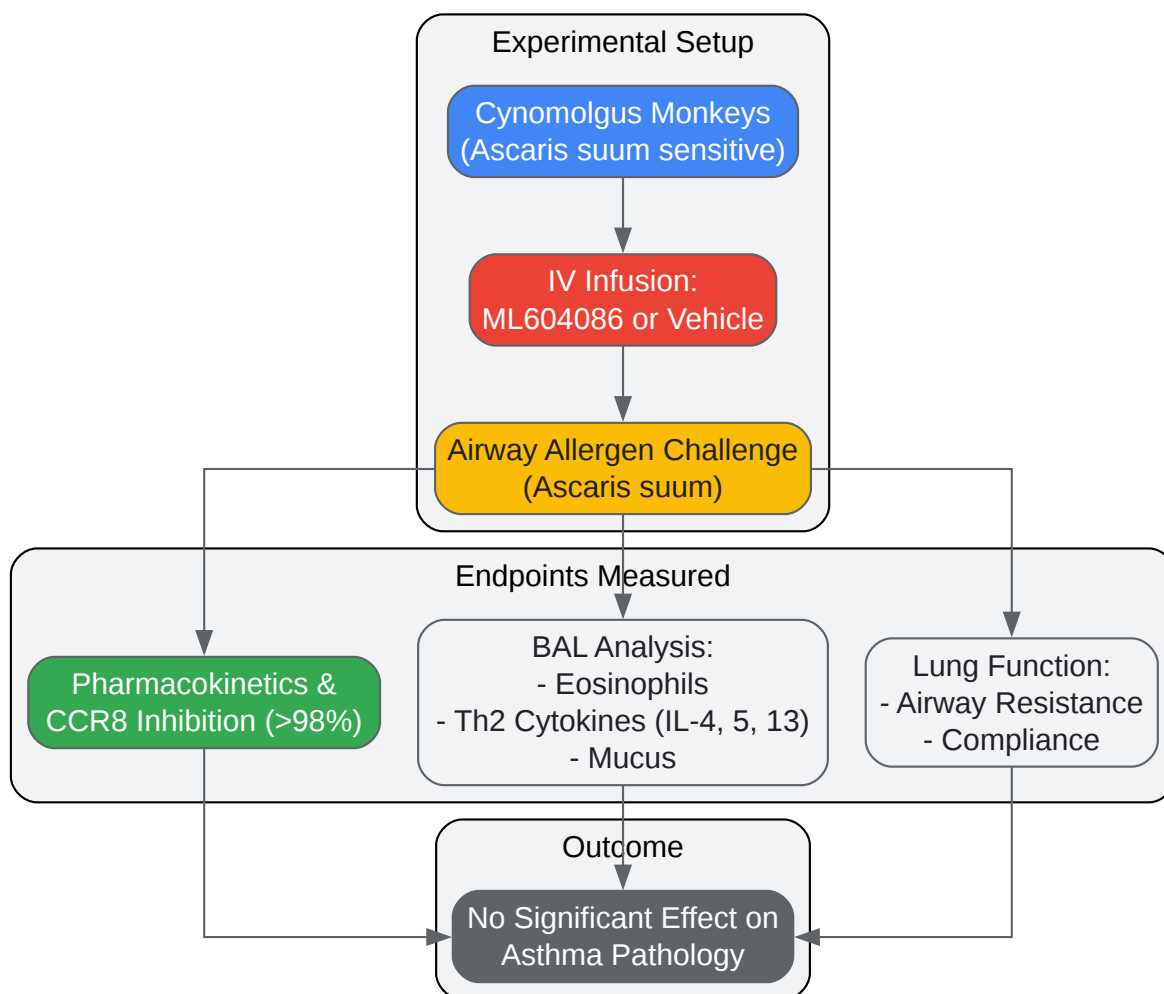 Experimental Setup
Cynomolgus Monkeys
(Ascaris suum sensitive)
IV Infusion:
ML604086 or Vehicle
Airway Allergen Challenge
(Ascaris suum)
Endpoints Measured
Pharmacokinetics &
CCR8 Inhibition (>98%)
BAL Analysis:
- Eosinophils
- Th2 Cytokines (IL-4, 5, 13)
- Mucus
Lung Function:
- Airway Resistance
- Compliance
Outcome
No Significant Effect on
Asthma Pathology